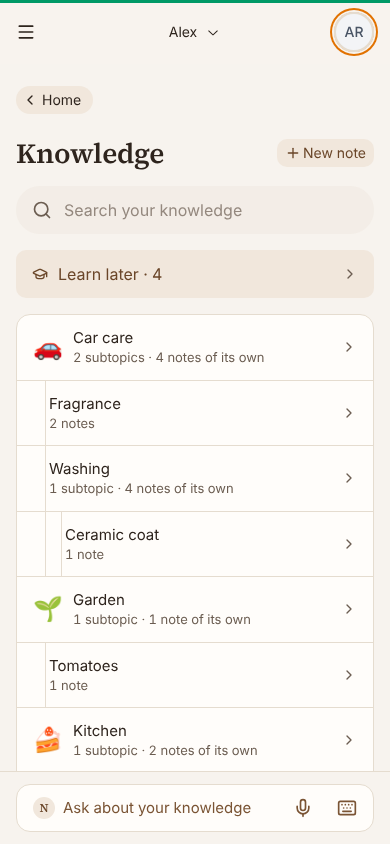 Alex
AR
Home
Knowledge
New note
Search your knowledge
Learn later · 4
Car care
2 subtopics · 4 notes of its own
Fragrance
2 notes
Washing
1 subtopic · 4 notes of its own
Ceramic coat
1 note
Garden
1 subtopic · 1 note of its own
Tomatoes
1 note
Kitchen
1 subtopic · 2 notes of its own
N
Ask about your knowledge